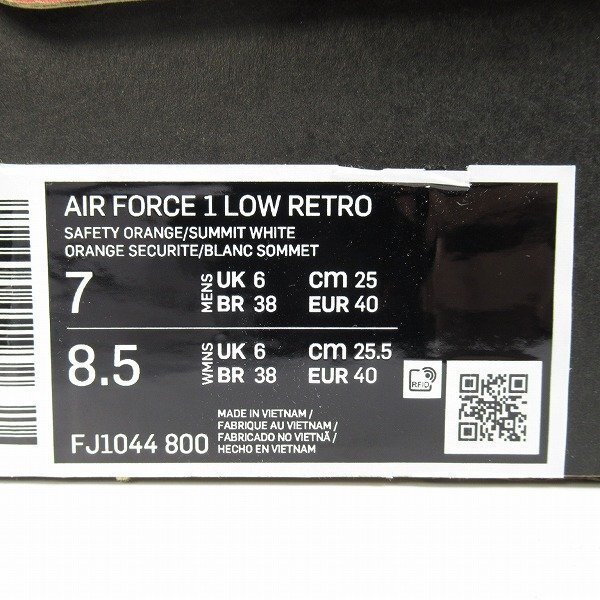 AIR FORCE 1 LOW RETRO
SAFETY ORANGE/SUMMIT WHITE
ORANGE SECURITE/BLANC SOMMET
7 MENS UK 6 cm 25
BR 38 EUR 40
8.5 WMNS UK 6 cm 25.5
BR 38 EUR 40
RFID
FJ1044 800
MADE IN VIETNAM /
FABRIQUE AU VIETNAM /
FABRICADO NO VIETNÃ /
HECHO EN VIETNAM